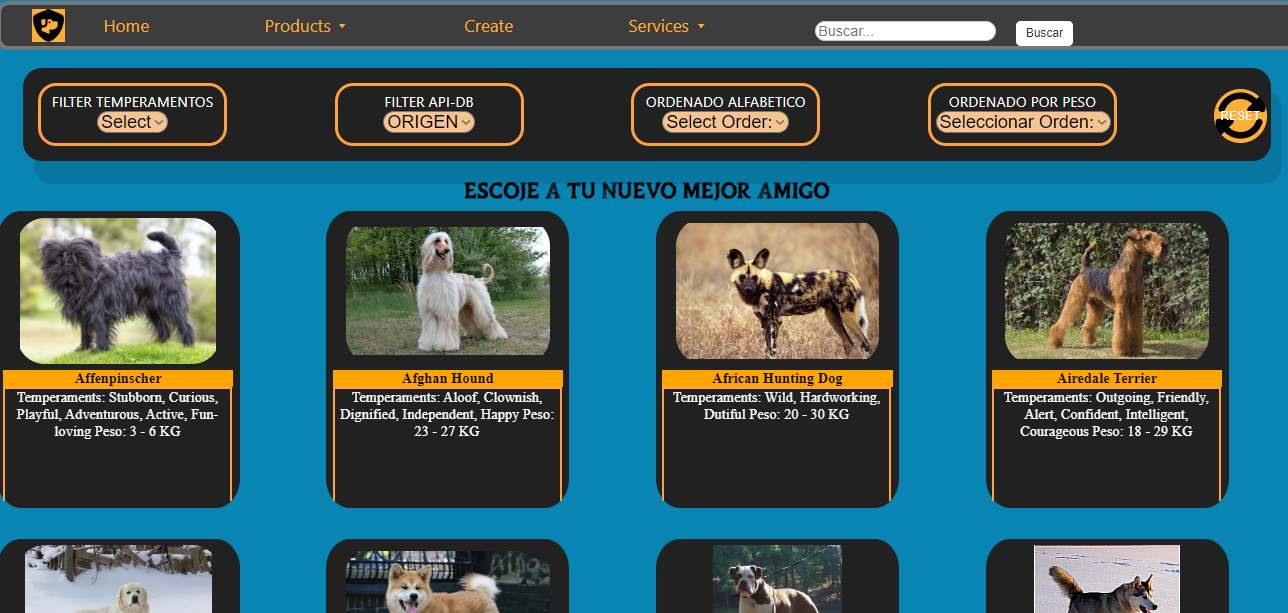 Home Products Create Services Buscar... Buscar
FILTER TEMPERAMENTOS FILTER API-DB ORDENADO ALFABETICO ORDENADO POR PESO
Select ORIGEN Select Order: Seleccionar Orden: RESET
ESCOJE A TU NUEVO MEJOR AMIGO
Affenpinscher
Temperaments: Stubborn, Curious,
Playful, Adventurous, Active, Fun-
loving Peso: 3 - 6 KG
Afghan Hound
Temperaments: Aloof, Clownish,
Dignified, Independent, Happy Peso:
23 - 27 KG
African Hunting Dog
Temperaments: Wild, Hardworking,
Dutiful Peso: 20 - 30 KG
Airedale Terrier
Temperaments: Outgoing, Friendly,
Alert, Confident, Intelligent,
Courageous Peso: 18 - 29 KG